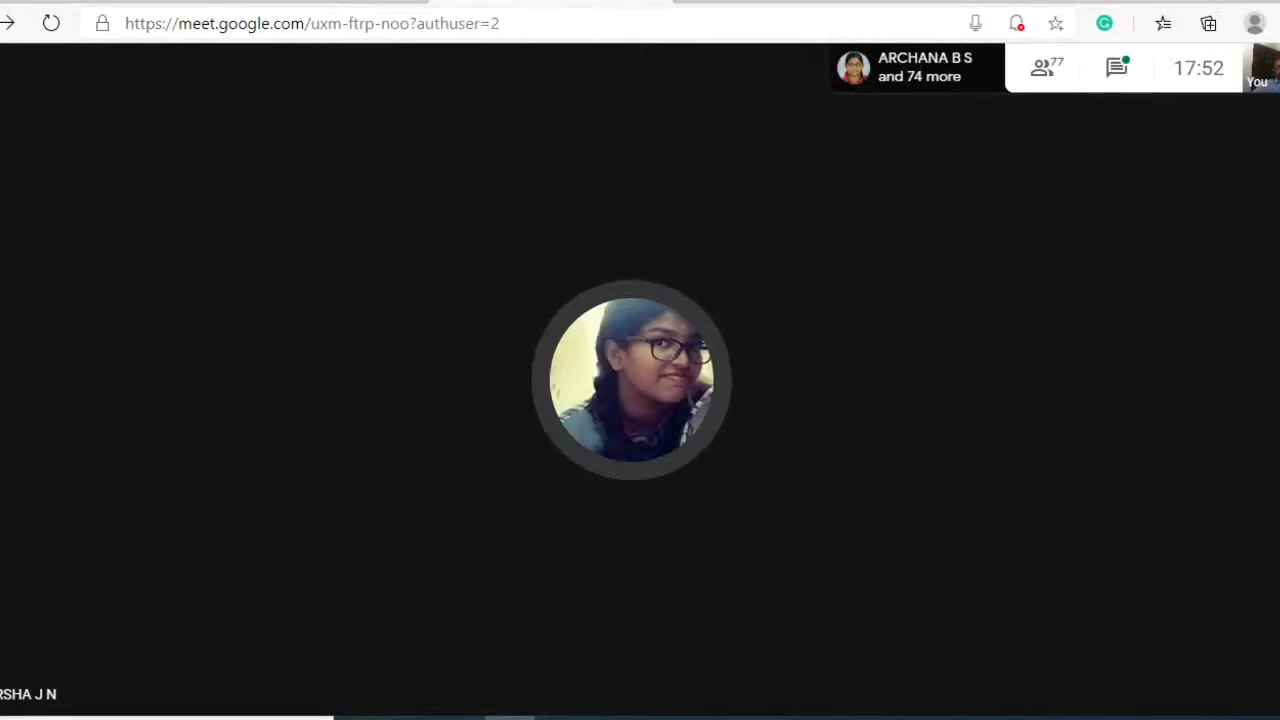 https://meet.google.com/uxm-ftrp-noo?authuser=2
ARCHANA B S
and 74 more
77
17:52
You
RSHA J N